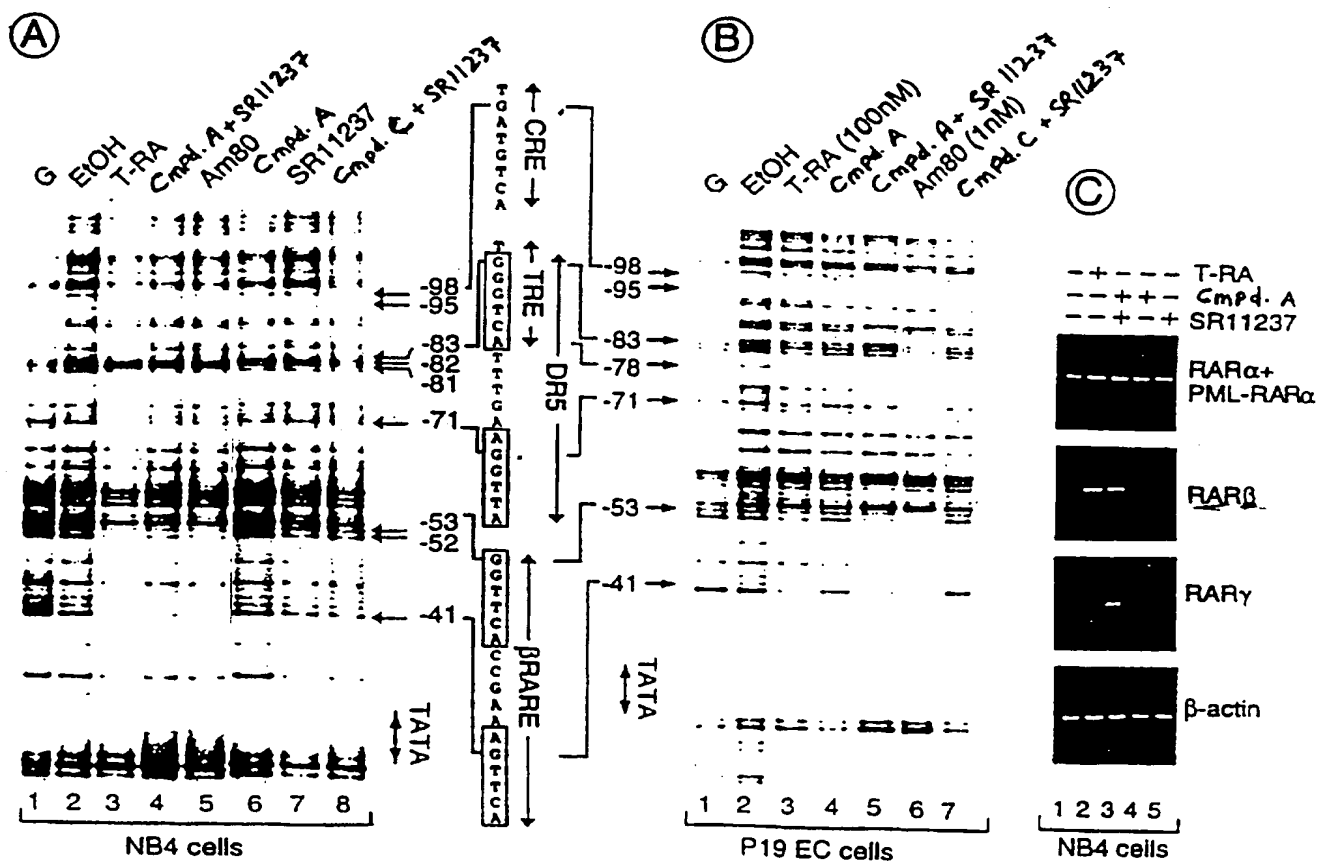 A
G
EtOH
T-RA
Cmpd. A + SR11237
Am80
Cmpd. A
SR11237
Cmpd. C + SR11237
-98
-95
-83
-82
-81
-71
-53
-52
-41
TATA
1 2 3 4 5 6 7 8
NB4 cells
TGATGTCA
CRE
TGGGTCATTTGAAGGTTA
TRE
DR5
GGTTCACCGAAAGTTCA
βRARE
-98
-95
-83
-78
-71
-53
-41
TATA
B
G
EtOH
T-RA (100nM)
Cmpd. A
Cmpd. A + SR11237
Am80 (1nM)
Cmpd. C + SR11237
1 2 3 4 5 6 7
P19 EC cells
C
- + - - - T-RA
- - + + - Cmpd. A
- - + - + SR11237
RARα+
PML-RARα
RARβ
RARγ
β-actin
1 2 3 4 5
NB4 cells